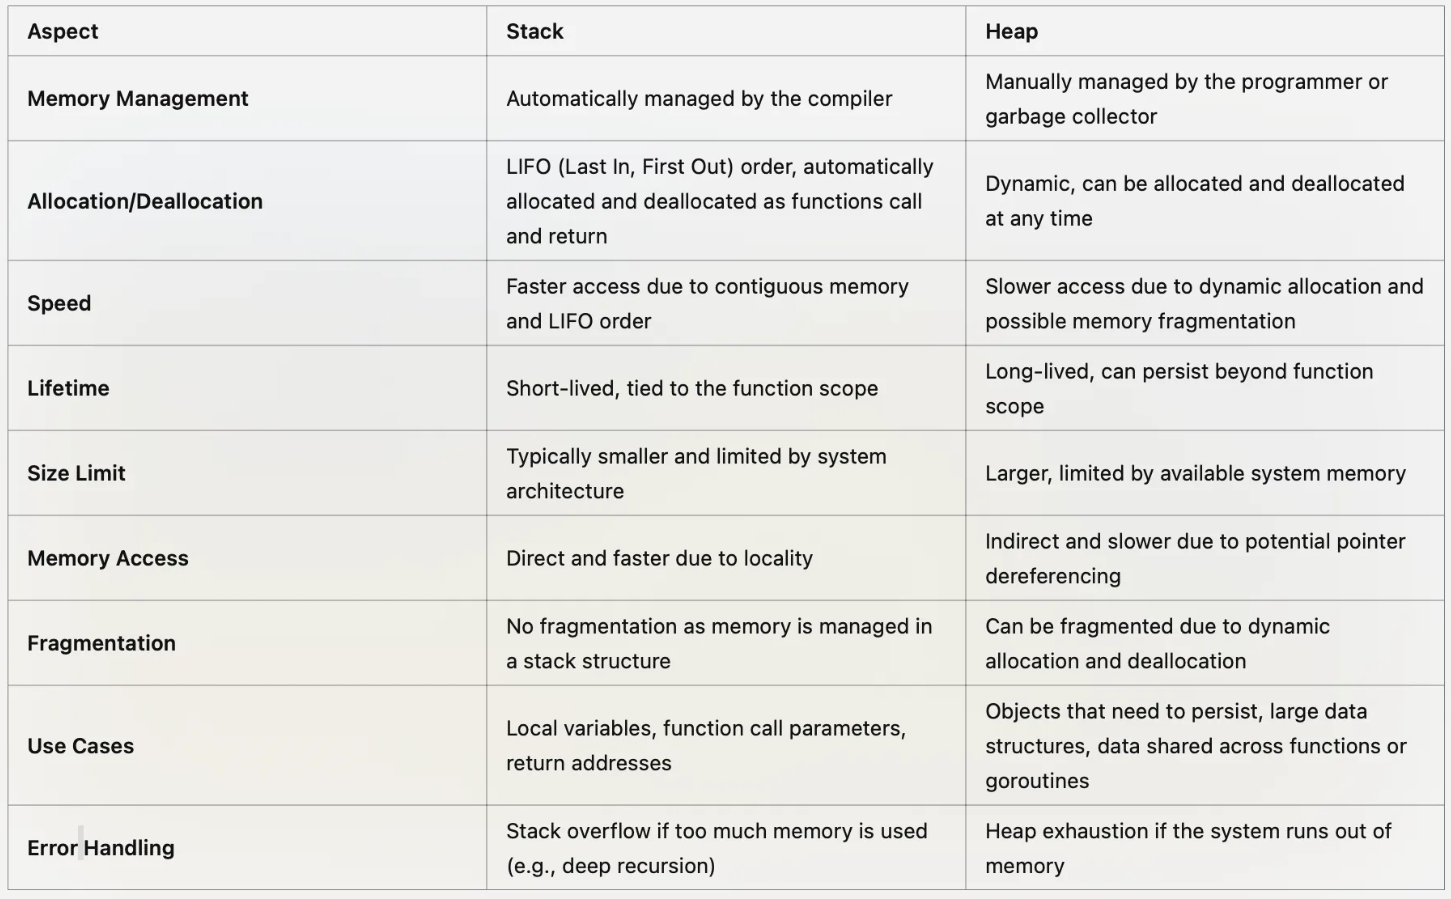 Aspect
Stack
Heap
Memory Management
Automatically managed by the compiler
Manually managed by the programmer or
garbage collector
Allocation/Deallocation
LIFO (Last In, First Out) order, automatically
allocated and deallocated as functions call
and return
Dynamic, can be allocated and deallocated
at any time
Speed
Faster access due to contiguous memory
and LIFO order
Slower access due to dynamic allocation and
possible memory fragmentation
Lifetime
Short-lived, tied to the function scope
Long-lived, can persist beyond function
scope
Size Limit
Typically smaller and limited by system
architecture
Larger, limited by available system memory
Memory Access
Direct and faster due to locality
Indirect and slower due to potential pointer
dereferencing
Fragmentation
No fragmentation as memory is managed in
a stack structure
Can be fragmented due to dynamic
allocation and deallocation
Use Cases
Local variables, function call parameters,
return addresses
Objects that need to persist, large data
structures, data shared across functions or
goroutines
Error Handling
Stack overflow if too much memory is used
(e.g., deep recursion)
Heap exhaustion if the system runs out of
memory